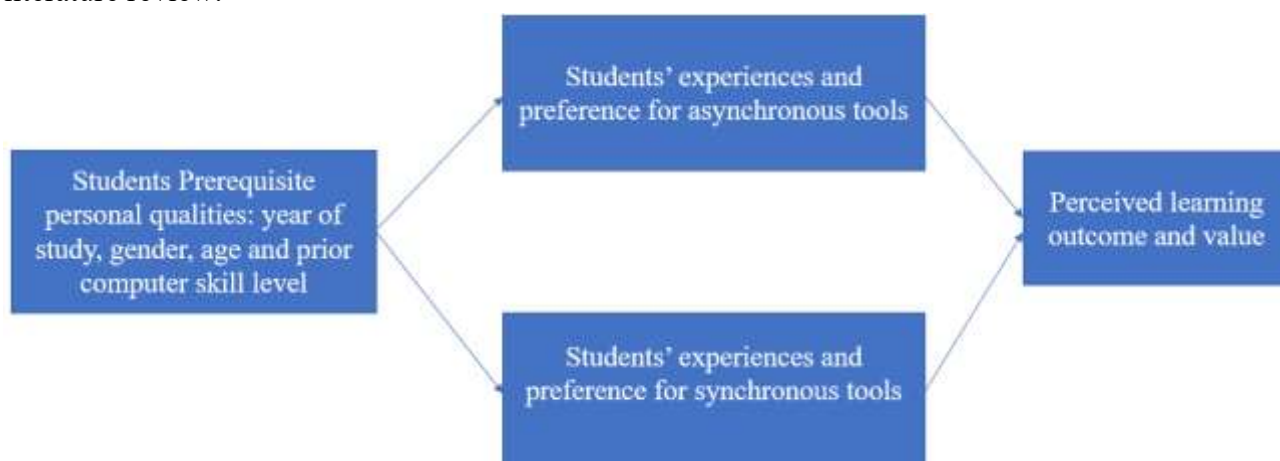 Students' experiences and
preference for asynchronous tools
Students Prerequisite
personal qualities: year of
study, gender, age and prior
computer skill level
Perceived learning
outcome and value
Students' experiences and
preference for synchronous tools